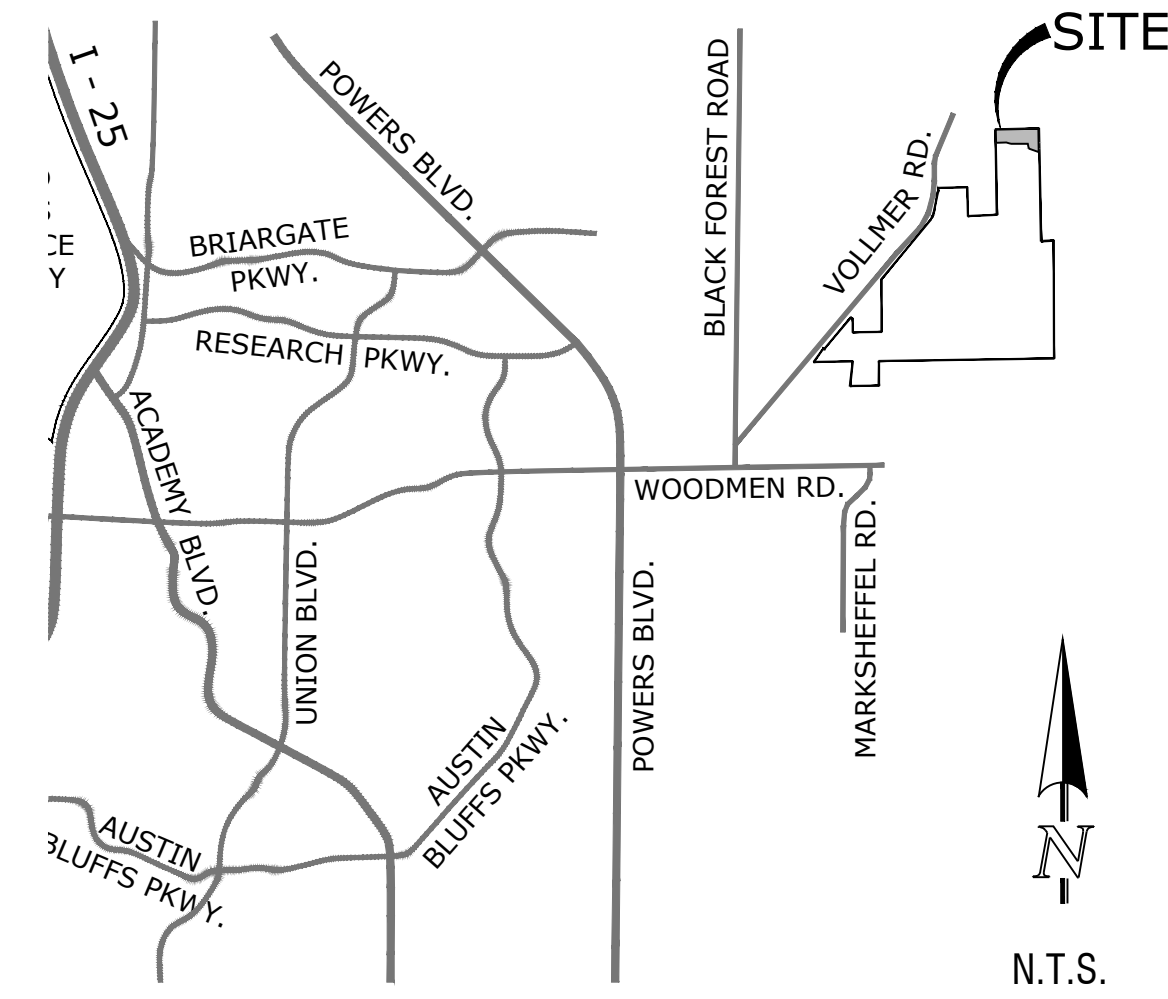 SITE
I - 25
POWERS BLVD.
BLACK FOREST ROAD
VOLLMER RD.
CE
Y
BRIARGATE
PKWY.
RESEARCH PKWY.
ACADEMY BLVD.
WOODMEN RD.
MARKSHEFFEL RD.
UNION BLVD.
POWERS BLVD.
AUSTIN
BLUFFS PKWY.
AUSTIN
BLUFFS PKWY.
N
N.T.S.